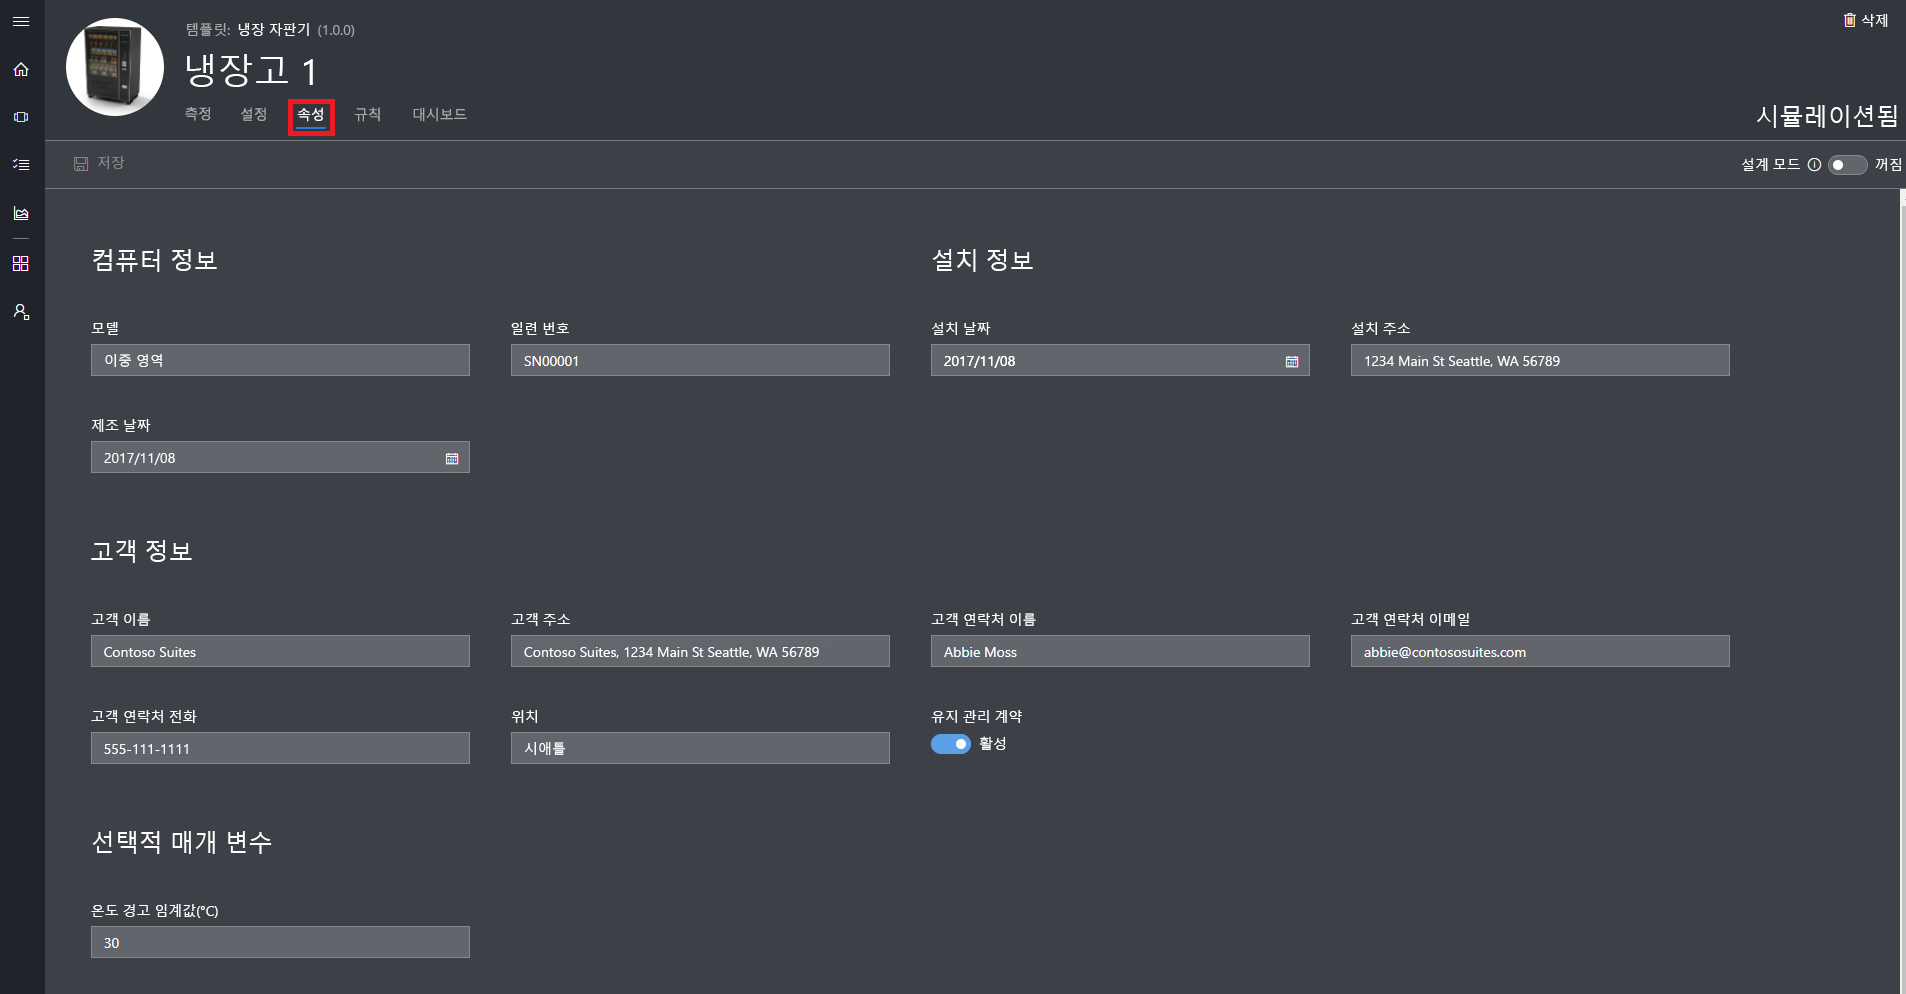 템플릿: 냉장 자판기 (1.0.0)
삭제
냉장고 1
측정 설정 속성 규칙 대시보드
시뮬레이션됨
저장
설계 모드 꺼짐
컴퓨터 정보
설치 정보
모델
일련 번호
설치 날짜
설치 주소
이중 영역
SN00001
2017/11/08
1234 Main St Seattle, WA 56789
제조 날짜
2017/11/08
고객 정보
고객 이름
고객 주소
고객 연락처 이름
고객 연락처 이메일
Contoso Suites
Contoso Suites, 1234 Main St Seattle, WA 56789
Abbie Moss
abbie@contososuites.com
고객 연락처 전화
위치
유지 관리 계약
555-111-1111
시애틀
활성
선택적 매개 변수
온도 경고 임계값(°C)
30